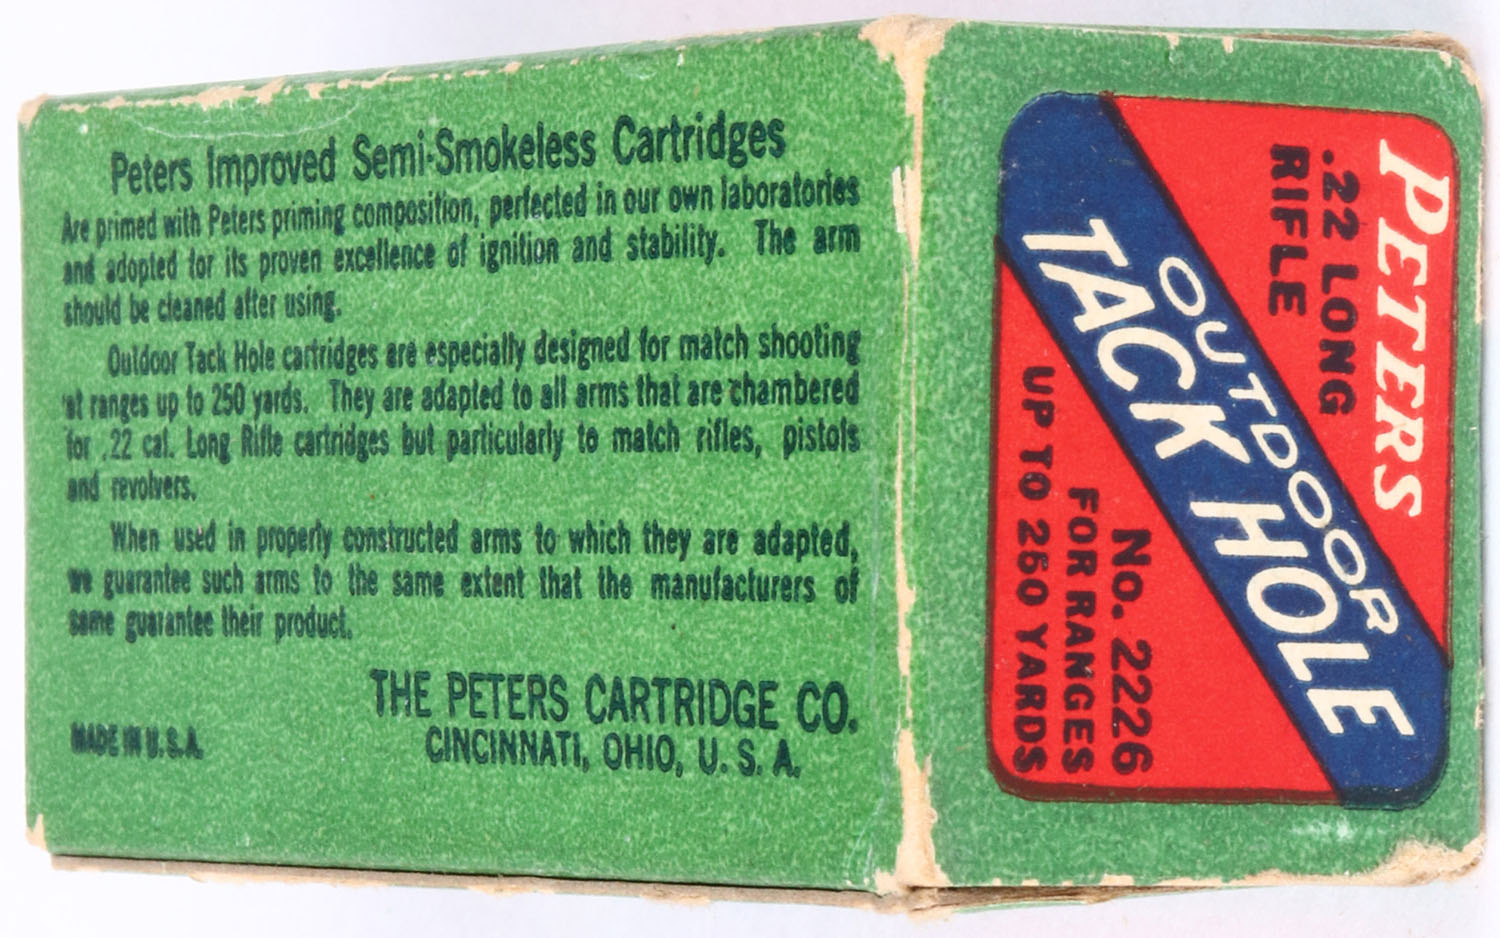 Peters Improved Semi-Smokeless Cartridges
Are primed with Peters priming composition, perfected in our own laboratories
and adopted for its proven excellence of ignition and stability. The arm
should be cleaned after using.
Outdoor Tack Hole cartridges are especially designed for match shooting
at ranges up to 250 yards. They are adapted to all arms that are chambered
for .22 cal. Long Rifle cartridges but particularly to match rifles, pistols
and revolvers.
When used in properly constructed arms to which they are adapted,
we guarantee such arms to the same extent that the manufacturers of
same guarantee their product.
THE PETERS CARTRIDGE CO.
CINCINNATI, OHIO, U. S. A.
MADE IN U.S.A.
PETERS
.22 LONG
RIFLE
OUTDOOR
TACK HOLE
No. 2226
FOR RANGES
UP TO 250 YARDS